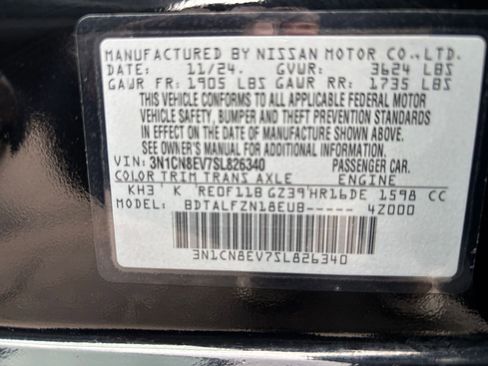 MANUFACTURED BY NISSAN MOTOR CO., LTD.
DATE: 11/24. GVWR: 3624 LBS
GAWR FR: 1905 LBS GAWR RR: 1735 LBS
THIS VEHICLE CONFORMS TO ALL APPLICABLE FEDERAL MOTOR
VEHICLE SAFETY, BUMPER, AND THEFT PREVENTION STANDARDS
IN EFFECT ON THE DATE OF MANUFACTURE SHOWN ABOVE.
SEE OWNER'S MANUAL FOR ADDITIONAL INFORMATION
VIN: 3N1CN8EV7SL826340 PASSENGER CAR.
COLOR TRIM TRANS AXLE ENGINE
KH3 K RE0F11B GZ39 HR16DE 1598 CC
MODEL: BDTALFZN18EUB----- 4Z000
3N1CN8EV7SL826340